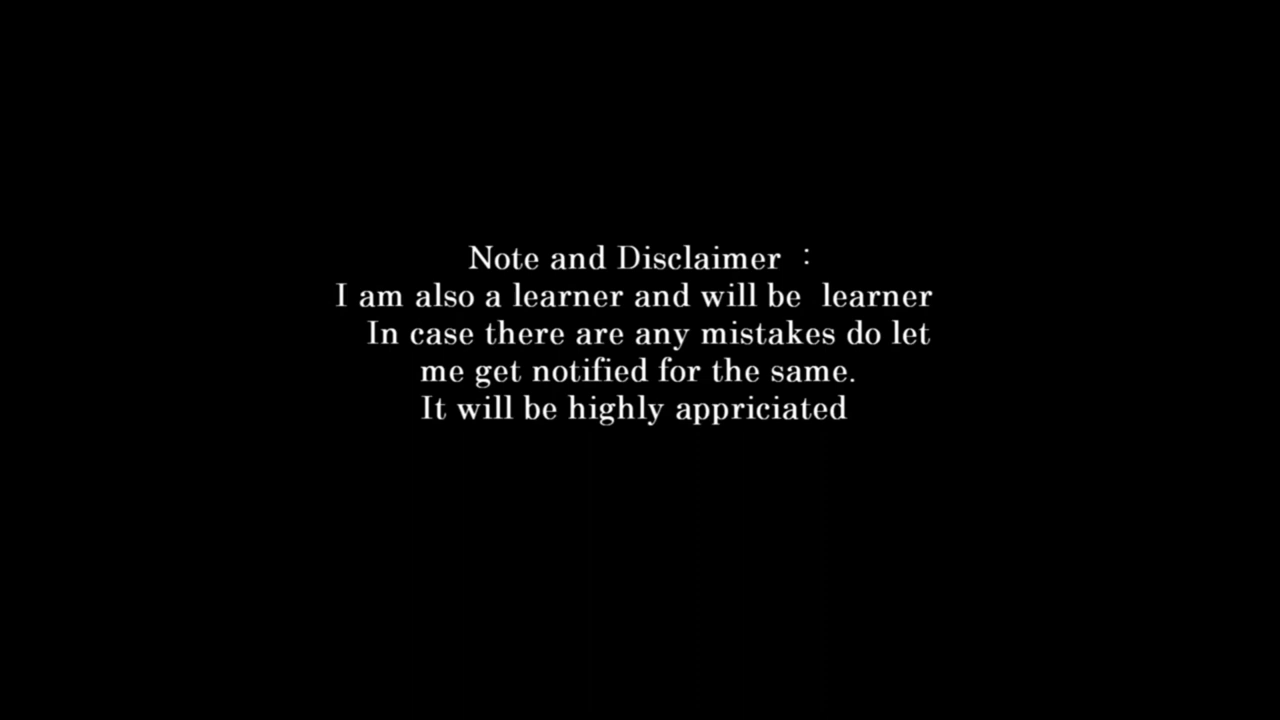 Note and Disclaimer  :
I am also a learner and will be  learner
In case there are any mistakes do let
me get notified for the same.
It will be highly appriciated